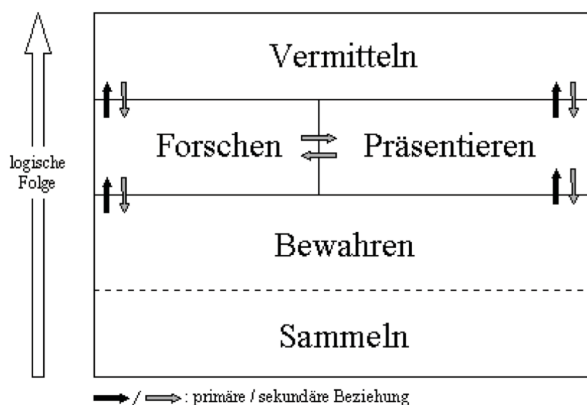 Vermitteln
Forschen
Präsentieren
logische
Folge
Bewahren
Sammeln
/ : primäre / sekundäre Beziehung